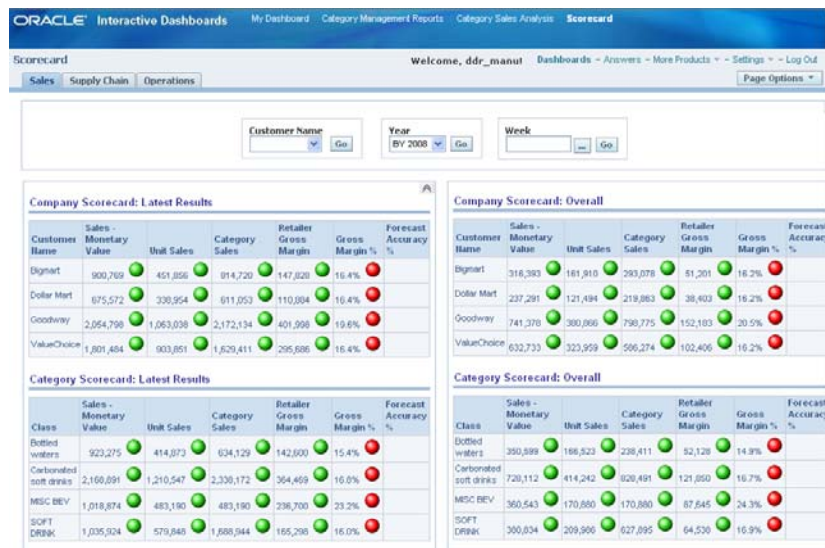 ORACLE Interactive Dashboards My Dashboard Category Management Reports Category Sales Analysis Scorecard
Scorecard Welcome, ddr_manuf Dashboards - Answers - More Products - Settings - Log Out
Sales Supply Chain Operations Page Options
Customer Name Year Week
Go BY 2008 Go ... Go
Company Scorecard: Latest Results
Customer Name Sales - Monetary Value Unit Sales Category Sales Retailer Gross Margin Gross Margin % Forecast Accuracy %
Bigmart 900,769 451,856 814,720 147,828 16.4%
Dollar Mart 675,572 338,954 611,053 110,884 16.4%
Goodway 2,054,798 1,063,038 2,172,134 401,998 19.6%
ValueChoice 1,801,484 903,851 1,629,411 295,686 16.4%
Category Scorecard: Latest Results
Class Sales - Monetary Value Unit Sales Category Sales Retailer Gross Margin Gross Margin % Forecast Accuracy %
Bottled waters 923,275 414,873 634,129 142,600 15.4%
Carbonated soft drinks 1,210,547 2,338,172 364,469 16.8%
MISC BEV 1,018,874 483,190 483,190 236,700 23.2%
SOFT DRINK 1,035,924 579,848 1,688,944 165,298 16.0%
Company Scorecard: Overall
Customer Name Sales - Monetary Value Unit Sales Category Sales Retailer Gross Margin Gross Margin % Forecast Accuracy %
Bigmart 316,393 161,910 293,078 51,201 16.2%
Dollar Mart 237,291 121,494 219,863 38,403 16.2%
Goodway 741,378 380,866 798,775 152,183 20.5%
ValueChoice 632,733 323,959 586,274 102,406 16.2%
Category Scorecard: Overall
Class Sales - Monetary Value Unit Sales Category Sales Retailer Gross Margin Gross Margin % Forecast Accuracy %
Bottled waters 350,599 166,523 238,411 52,128 14.9%
Carbonated soft drinks 728,112 414,242 828,491 121,850 16.7%
MISC BEV 360,543 170,880 170,880 87,645 24.3%
SOFT DRINK 380,834 209,986 627,895 64,538 16.9%